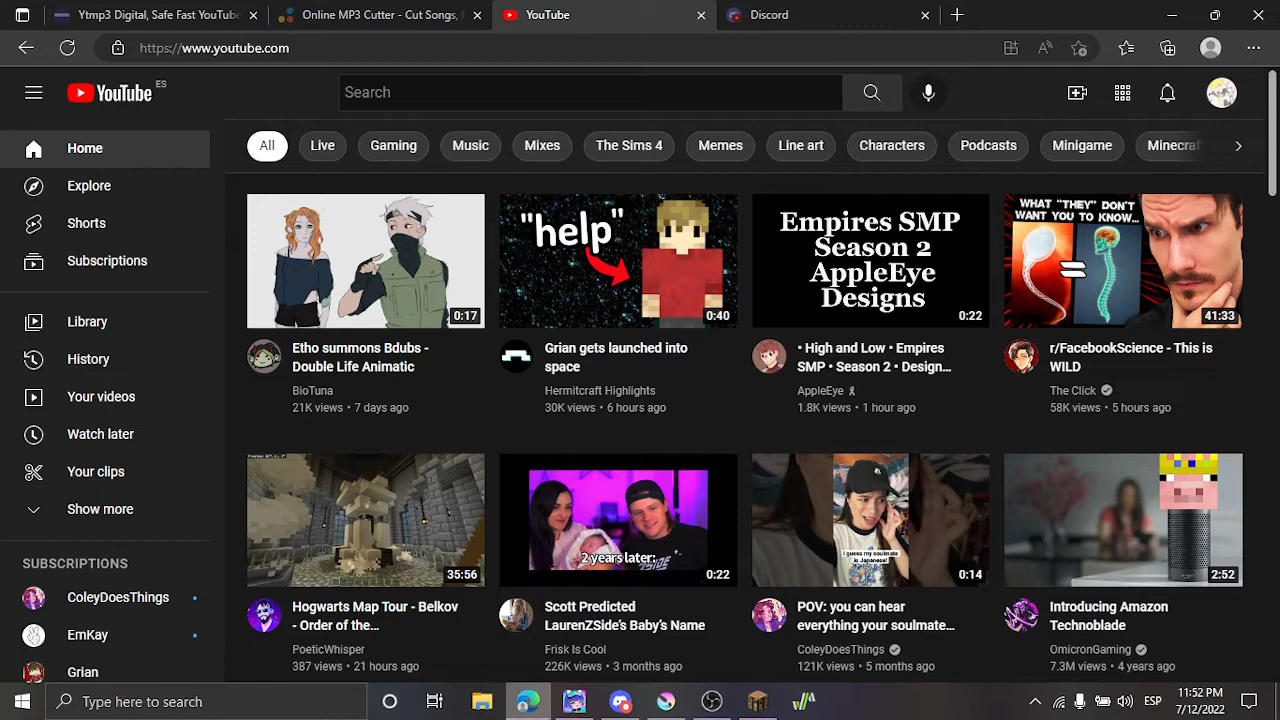 Ytmp3 Digital, Safe Fast YouTube
Online MP3 Cutter - Cut Songs,
YouTube
Discord
https://www.youtube.com
YouTube ES
Search
All
Live
Gaming
Music
Mixes
The Sims 4
Memes
Line art
Characters
Podcasts
Minigame
Minecraf
Home
Explore
Shorts
Subscriptions
Library
History
Your videos
Watch later
Your clips
Show more
SUBSCRIPTIONS
ColeyDoesThings
EmKay
Grian
0:17
Etho summons Bdubs -
Double Life Animatic
BioTuna
21K views • 7 days ago
"help"
0:40
Grian gets launched into
space
Hermitcraft Highlights
30K views • 6 hours ago
Empires SMP
Season 2
AppleEye
Designs
0:22
• High and Low • Empires
SMP • Season 2 • Design...
AppleEye
1.8K views • 1 hour ago
WHAT "THEY" DON'T
WANT YOU TO KNOW...
=
41:33
r/FacebookScience - This is
WILD
The Click
58K views • 5 hours ago
35:56
Hogwarts Map Tour - Belkov
- Order of the...
PoeticWhisper
387 views • 21 hours ago
2 years later:
0:22
Scott Predicted
LaurenZSide's Baby's Name
Frisk Is Cool
226K views • 3 months ago
I guess my soulmate
is Japanese!
0:14
POV: you can hear
everything your soulmate...
ColeyDoesThings
121K views • 5 months ago
2:52
Introducing Amazon
Technoblade
OmicronGaming
7.3M views • 4 years ago
Type here to search
ESP
11:52 PM
7/12/2022